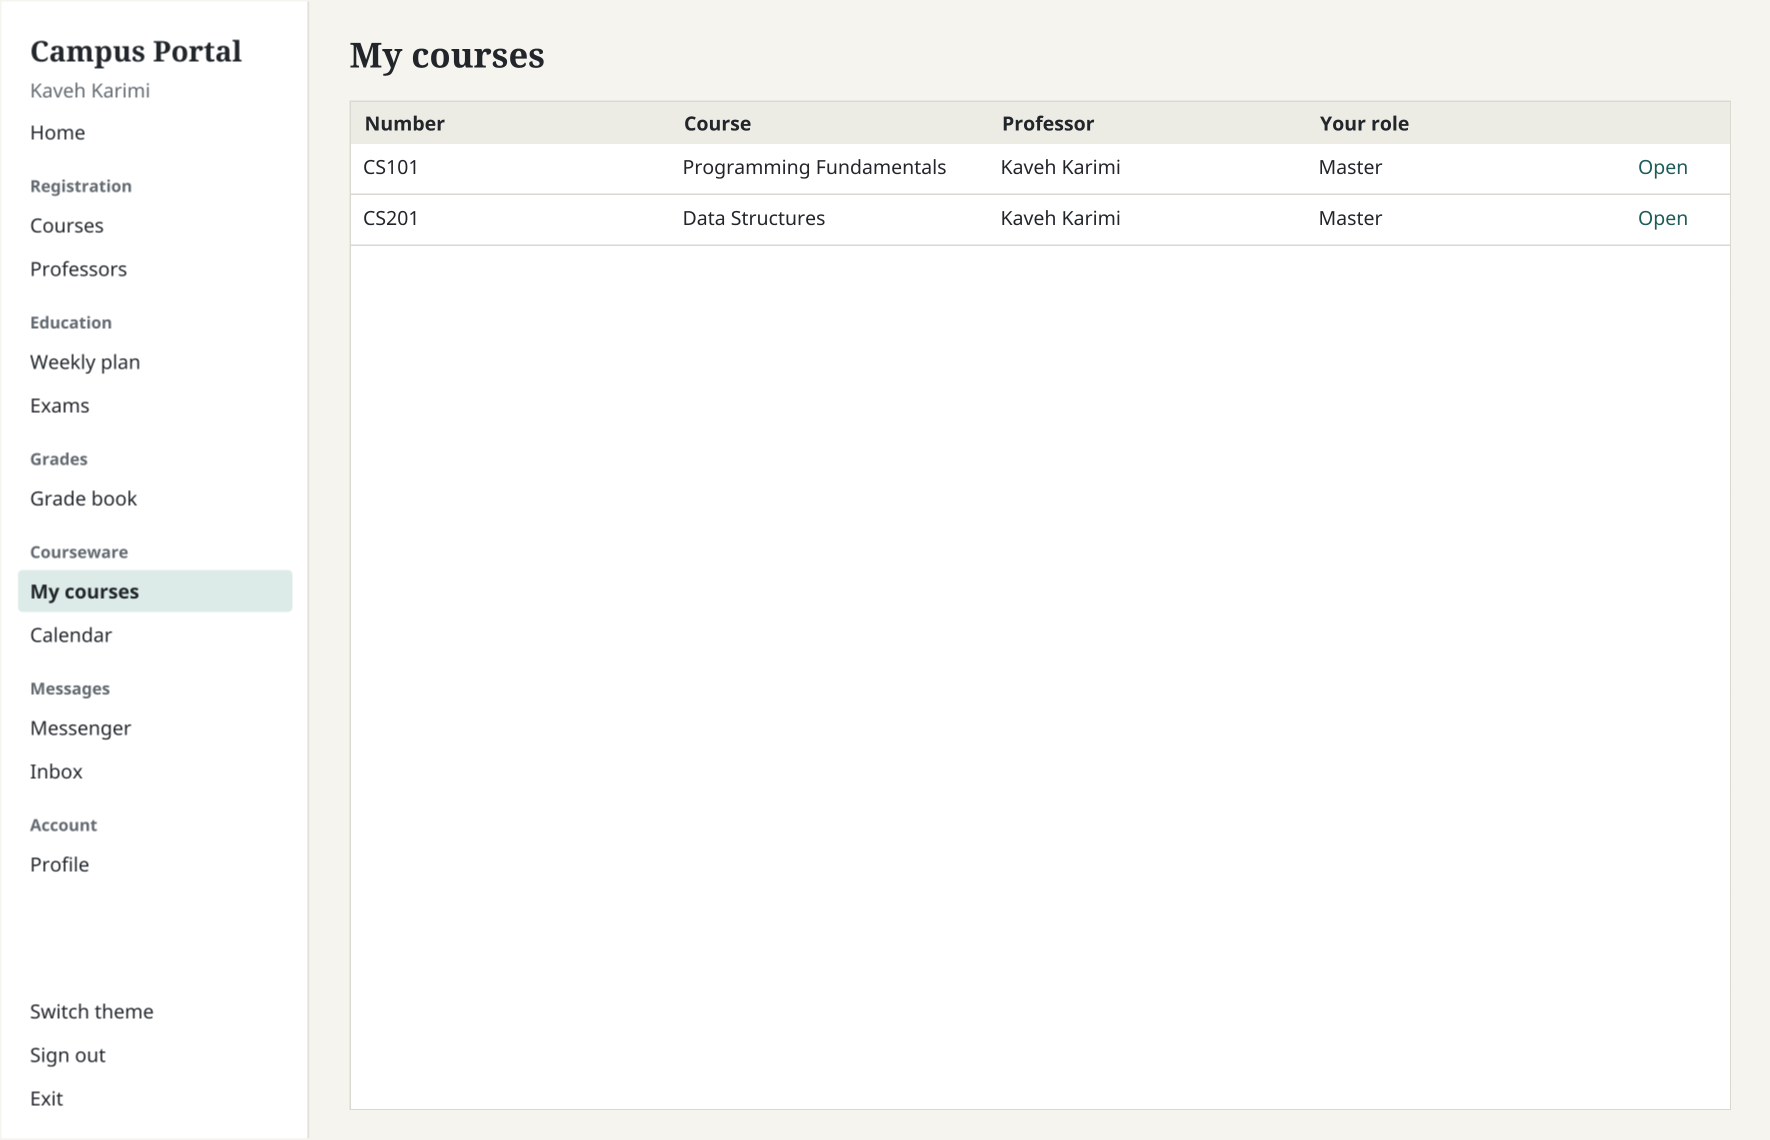 Campus Portal
Kaveh Karimi
Home
Registration
Courses
Professors
Education
Weekly plan
Exams
Grades
Grade book
Courseware
My courses
Calendar
Messages
Messenger
Inbox
Account
Profile
Switch theme
Sign out
Exit
My courses
Number Course Professor Your role
CS101 Programming Fundamentals Kaveh Karimi Master Open
CS201 Data Structures Kaveh Karimi Master Open